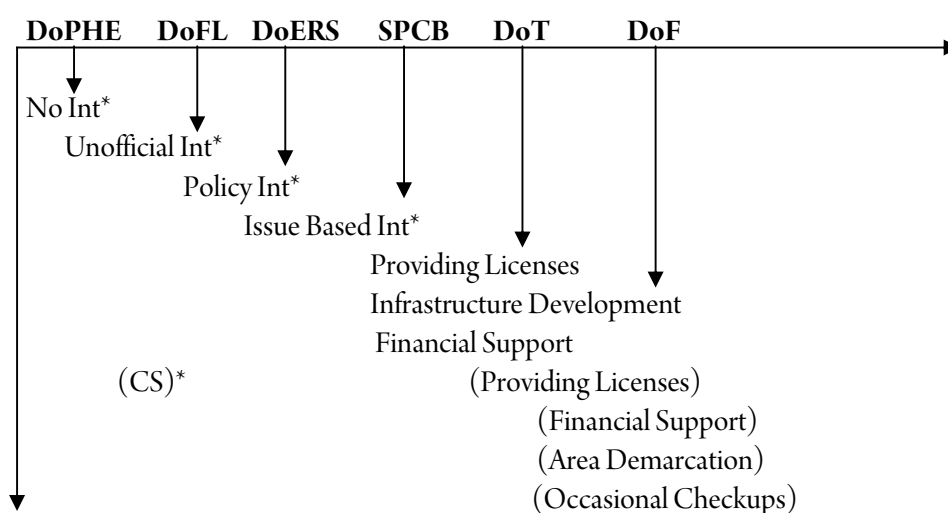 DoPHE DoFL DoERS SPCB DoT DoF
No Int*
Unofficial Int*
Policy Int*
Issue Based Int*
Providing Licenses
Infrastructure Development
Financial Support
(CS)* (Providing Licenses)
(Financial Support)
(Area Demarcation)
(Occasional Checkups)